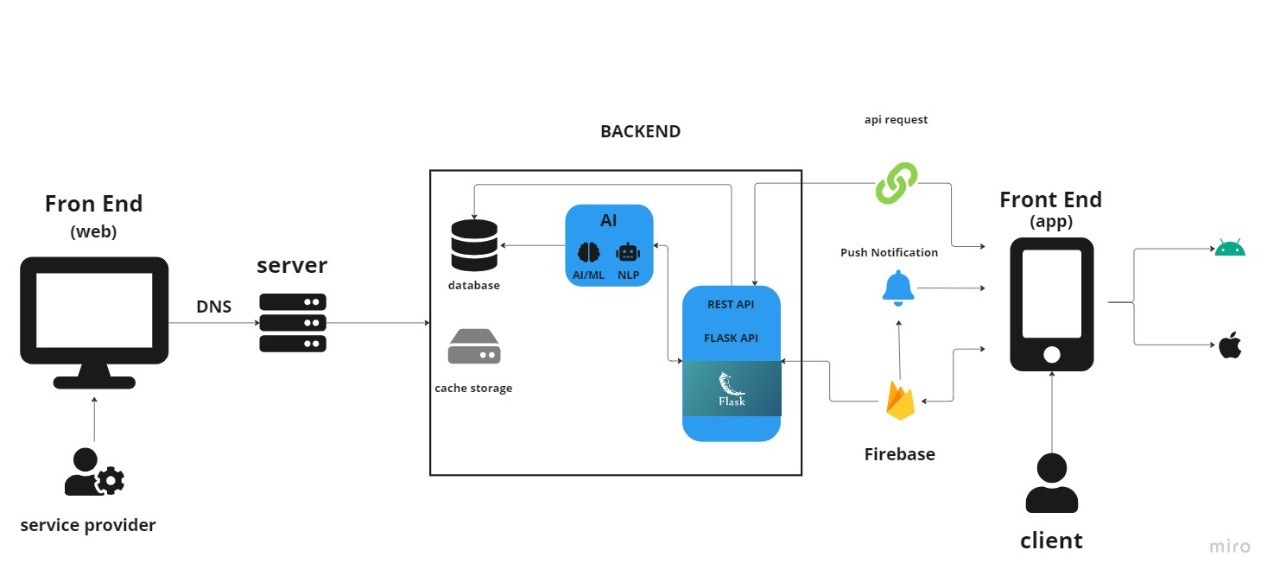 BACKEND
api request
Fron End
(web)
server
DNS
service provider
database
cache storage
AI
AI/ML NLP
REST API
FLASK API
Flask
Push Notification
Firebase
Front End
(app)
client
miro